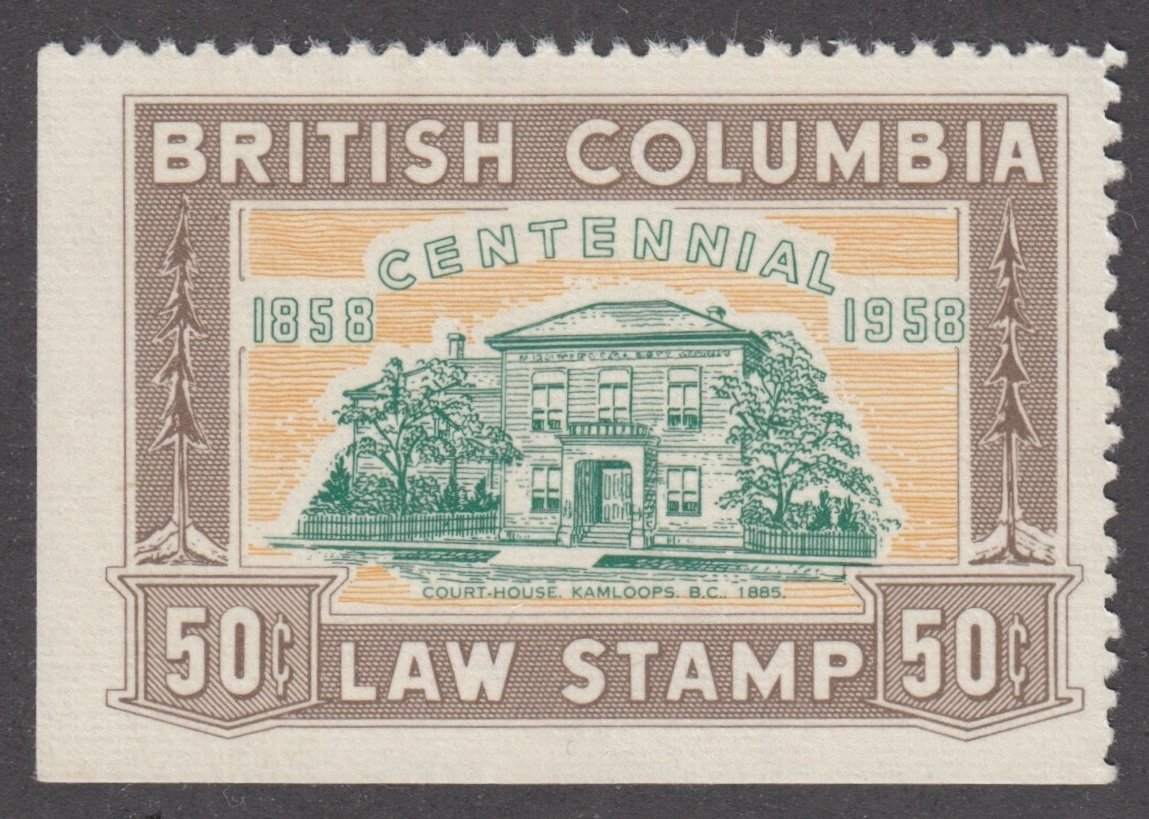 BRITISH COLUMBIA
CENTENNIAL
1858 1958
COURT-HOUSE, KAMLOOPS, B.C., 1885.
50¢ LAW STAMP 50¢